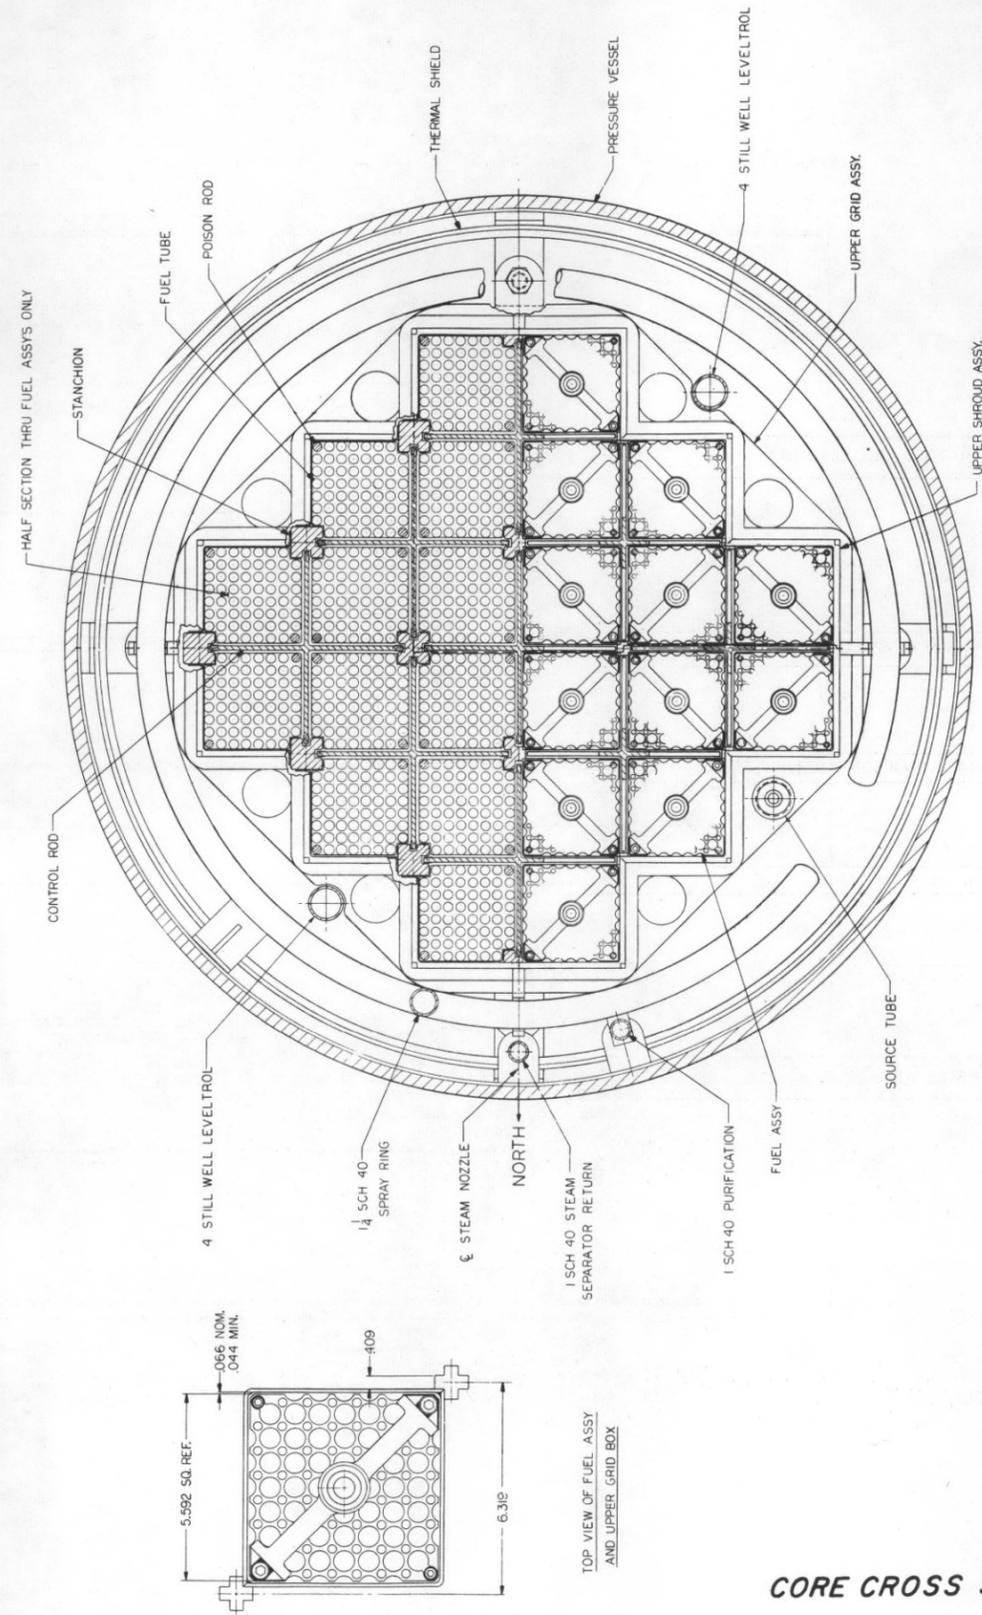 HALF SECTION THRU FUEL ASSY'S ONLY
STANCHION
FUEL TUBE
POISON ROD
THERMAL SHIELD
PRESSURE VESSEL
4 STILL WELL LEVELTROL
UPPER GRID ASSY.
UPPER SHROUD ASSY.
CONTROL ROD
4 STILL WELL LEVELTROL
1 1/4 SCH 40
SPRAY RING
℄ STEAM NOZZLE
NORTH
1 SCH 40 STEAM
SEPARATOR RETURN
1 SCH 40 PURIFICATION
FUEL ASSY
SOURCE TUBE
.066 NOM.
.044 MIN.
5.592 SQ. REF.
.409
6.319
TOP VIEW OF FUEL ASSY
AND UPPER GRID BOX
CORE CROSS